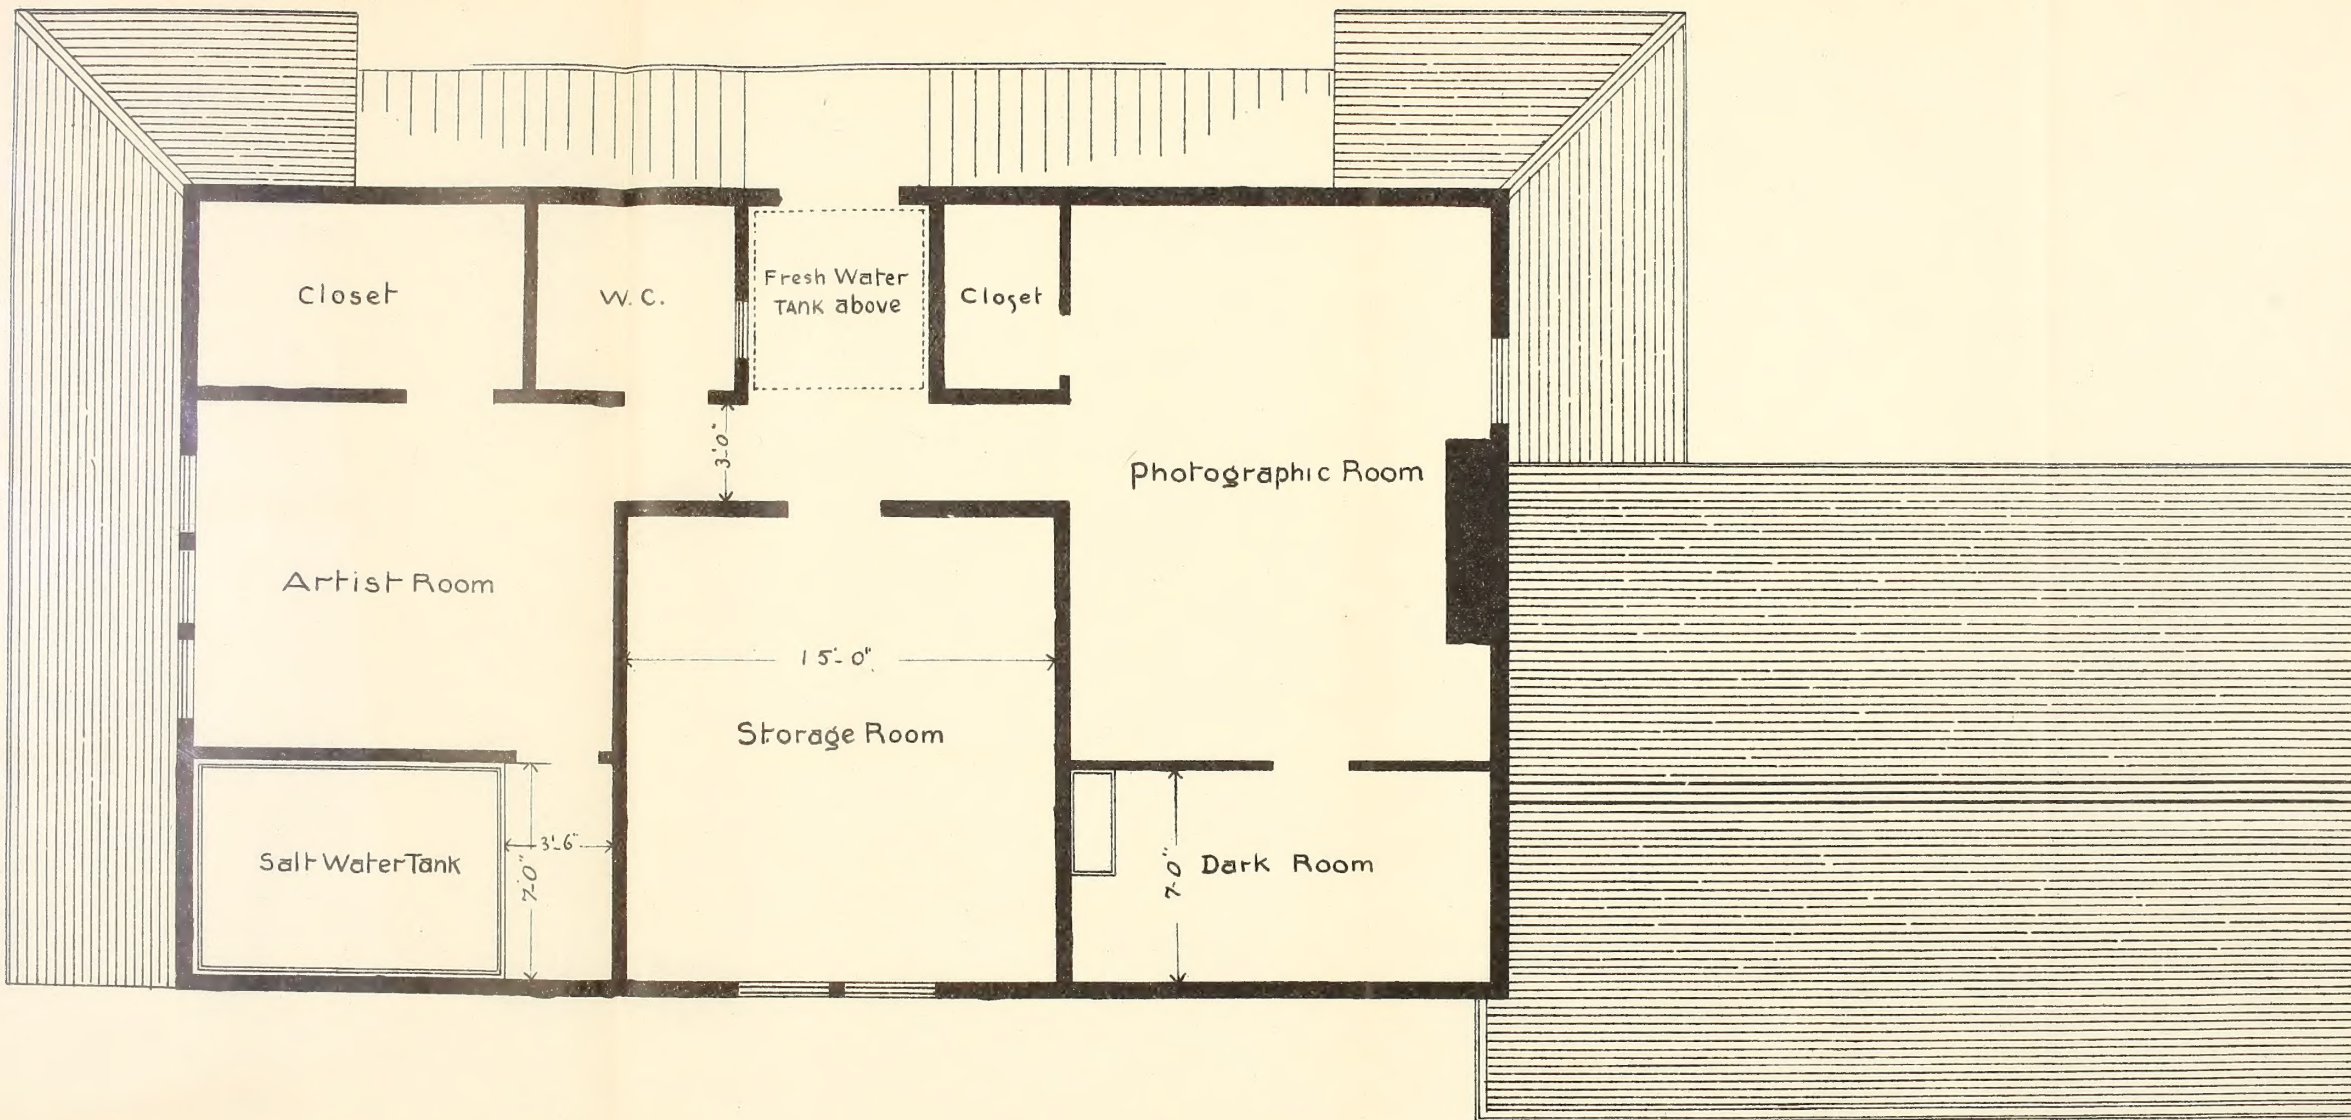 Closet
W. C.
Fresh Water
TANK above
Closet
3'-0"
Photographic Room
Artist Room
15'-0"
Storage Room
Salt Water Tank
3'-6"
7'-0"
7'-0"
Dark Room